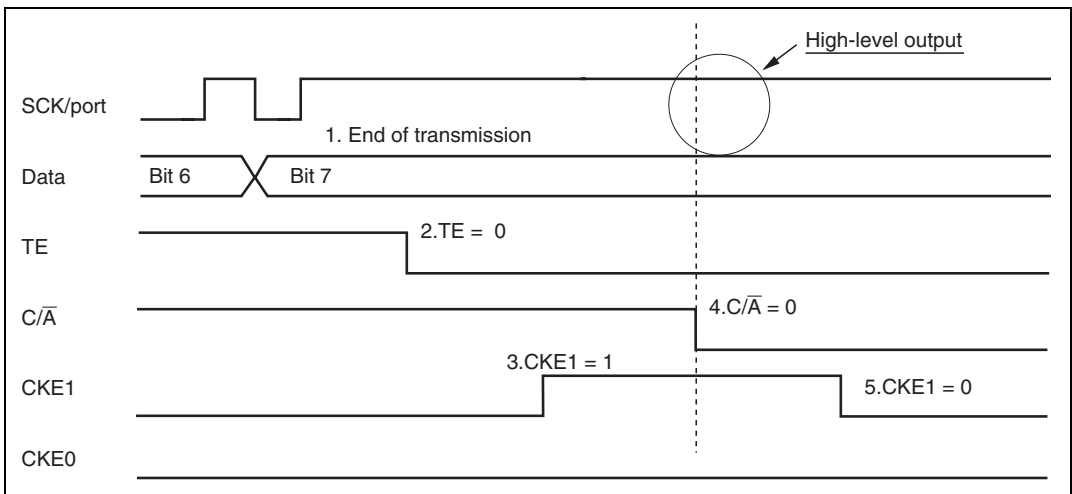 High-level output
SCK/port
1. End of transmission
Data
Bit 6
Bit 7
TE
2.TE = 0
C/A̅
4.C/A̅ = 0
3.CKE1 = 1
CKE1
5.CKE1 = 0
CKE0